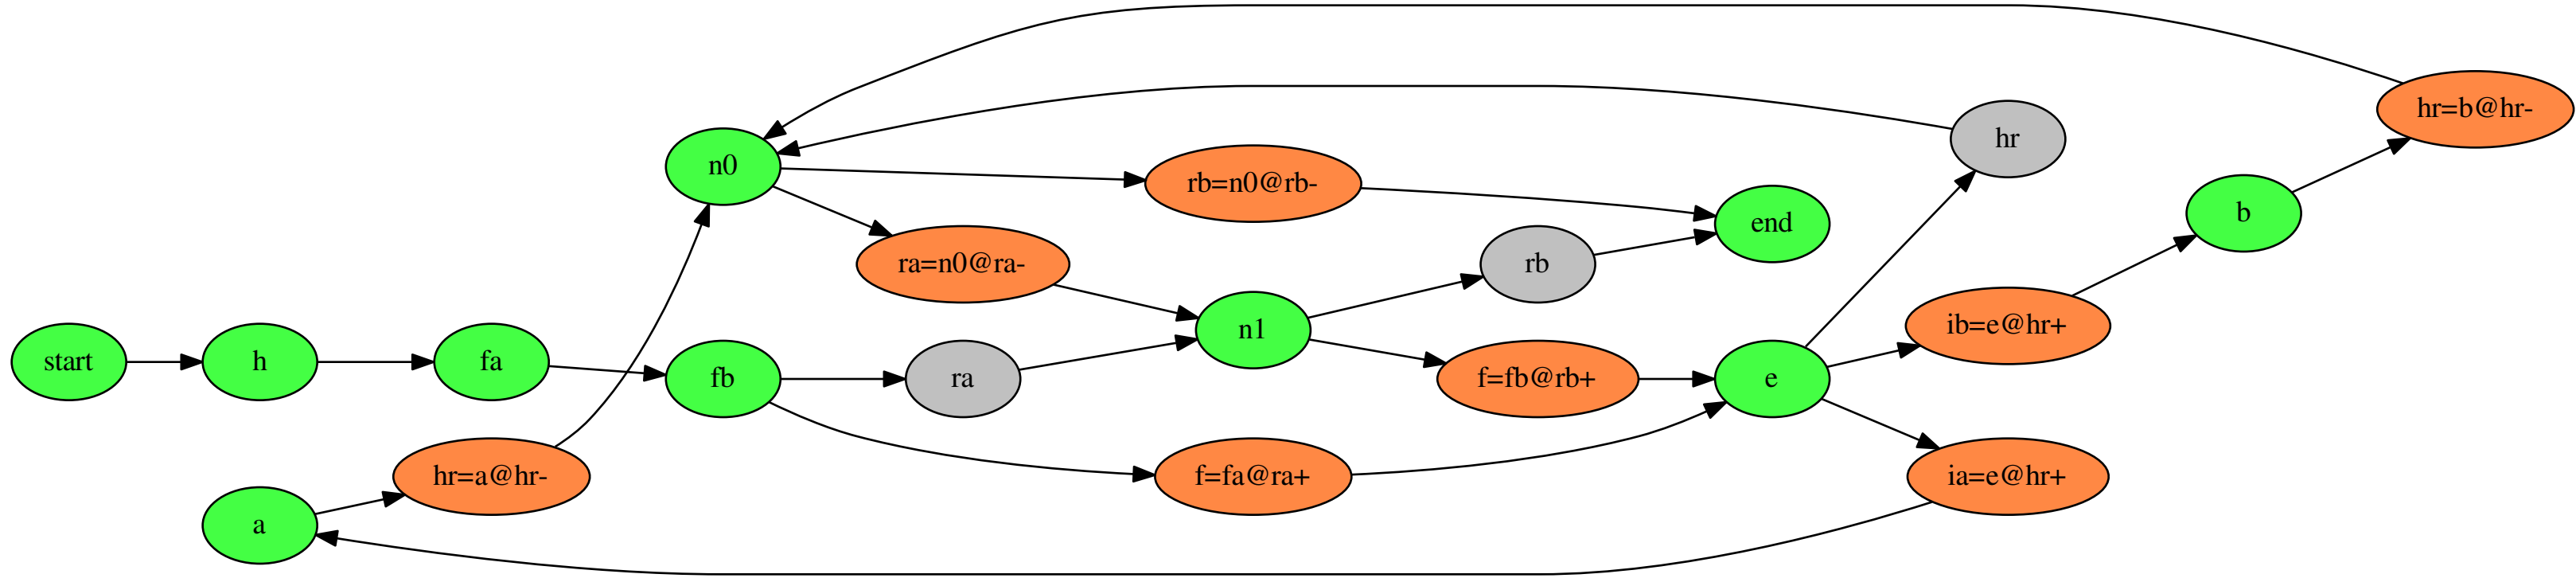 hr=b@hr-
hr
n0
rb=n0@rb-
b
end
ra=n0@ra-
rb
n1
ib=e@hr+
start
h
fa
fb
ra
f=fb@rb+
e
hr=a@hr-
f=fa@ra+
ia=e@hr+
a